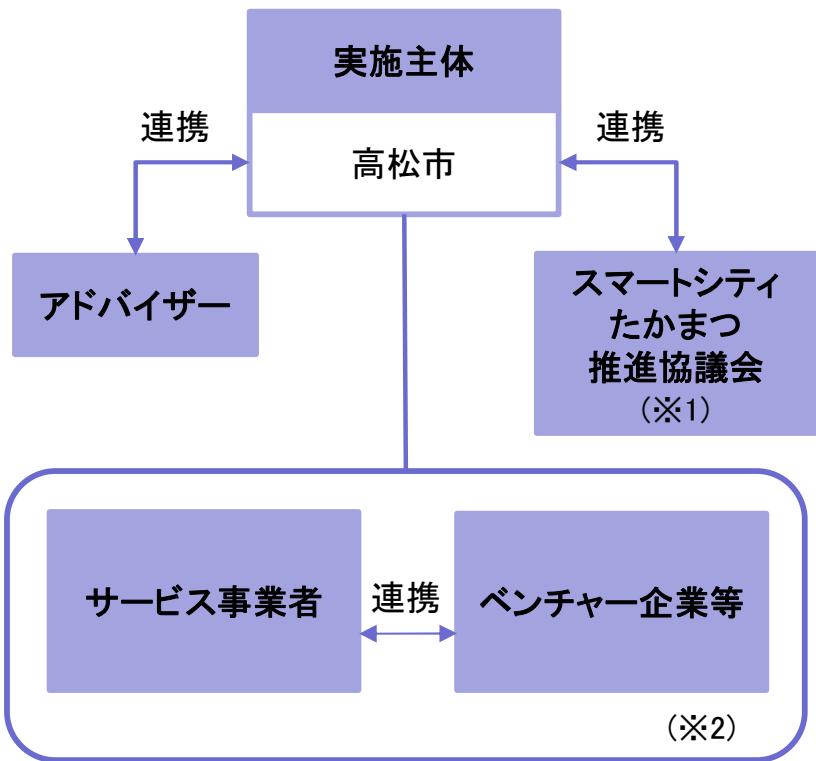 実施主体
連携
連携
高松市
アドバイザー
スマートシティ
たかまつ
推進協議会
(※1)
サービス事業者
連携
ベンチャー企業等
(※2)